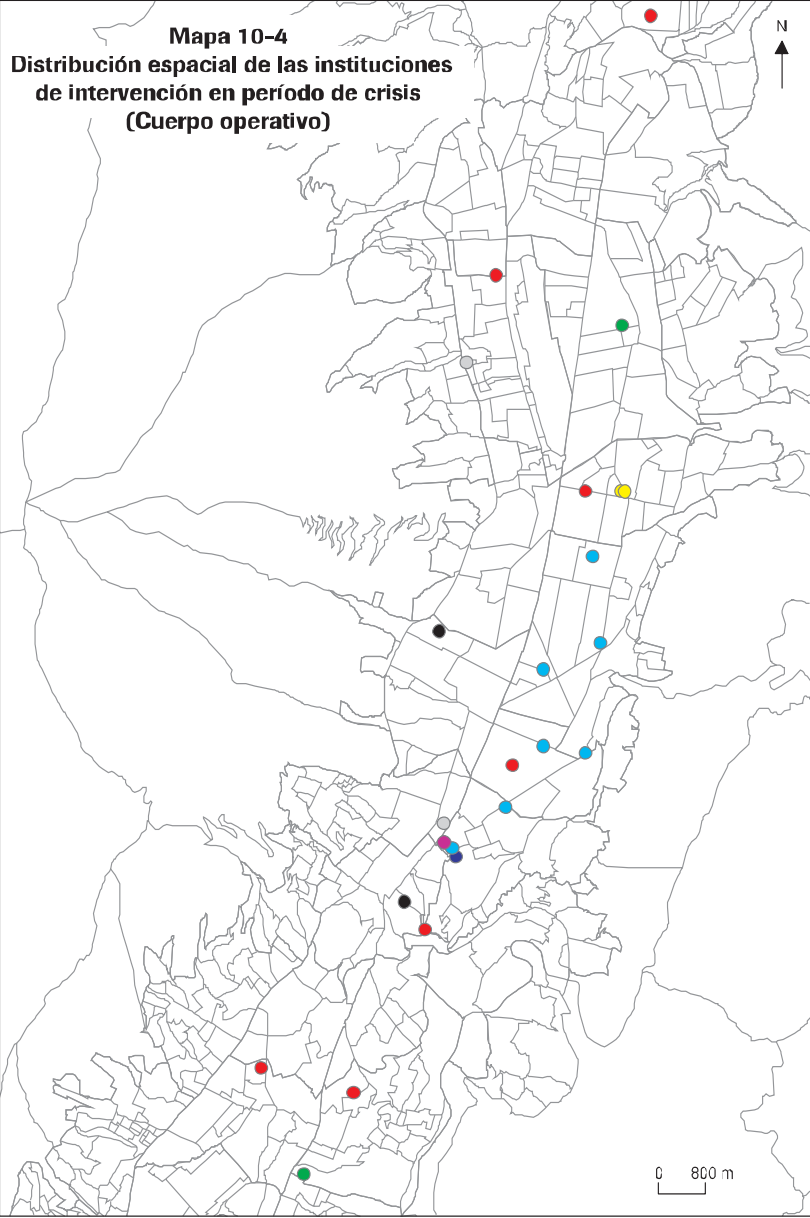 Mapa 10-4
Distribución espacial de las instituciones
de intervención en período de crisis
(Cuerpo operativo)
N
0 800 m